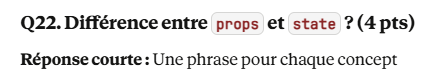 Q22. Différence entre props et state ? (4 pts)
Réponse courte : Une phrase pour chaque concept